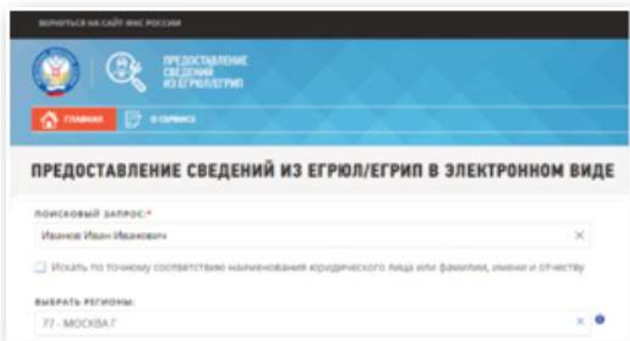 ВЕРНУТЬСЯ НА САЙТ ФНС РОССИИ
ПРЕДОСТАВЛЕНИЕ
СВЕДЕНИЙ
ИЗ ЕГРЮЛ/ЕГРИП
ГЛАВНАЯ О СЕРВИСЕ
ПРЕДОСТАВЛЕНИЕ СВЕДЕНИЙ ИЗ ЕГРЮЛ/ЕГРИП В ЭЛЕКТРОННОМ ВИДЕ
ПОИСКОВЫЙ ЗАПРОС:*
Иванов Иван Иванович
Искать по точному соответствию наименования юридического лица или фамилии, имени и отчеству
ВЫБРАТЬ РЕГИОНЫ:
77 - МОСКВА Г